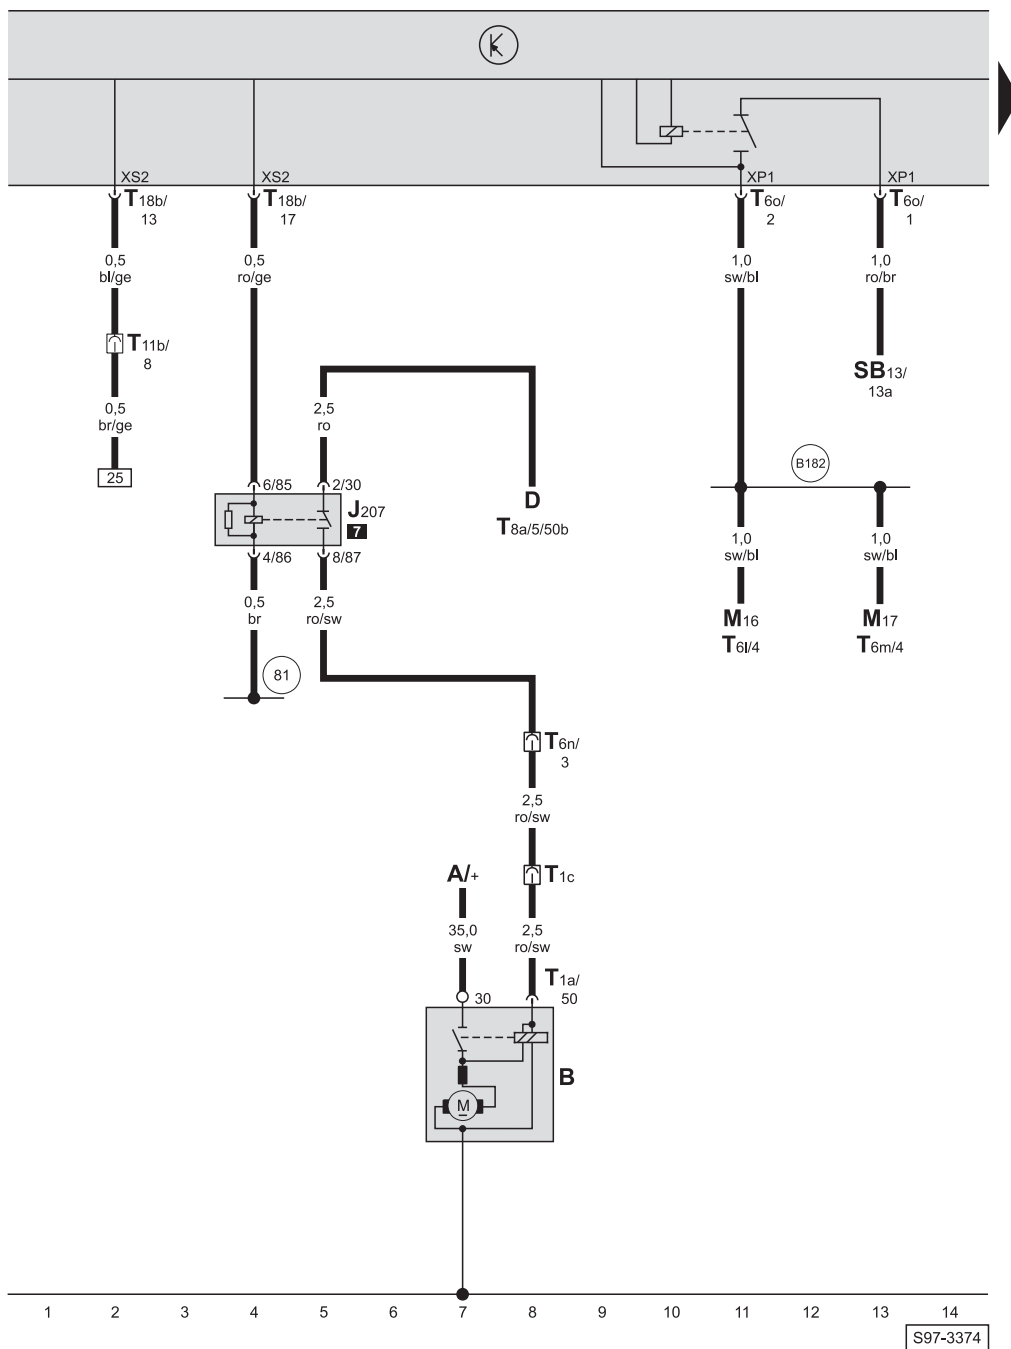 XS2
XS2
XP1
XP1
T18b/
13
T18b/
17
T6o/
2
T6o/
1
0,5
bl/ge
0,5
ro/ge
1,0
sw/bl
1,0
ro/br
T11b/
8
SB13/
13a
0,5
br/ge
2,5
ro
25
B182
6/85
2/30
D
T8a/5/50b
J207
7
4/86
8/87
1,0
sw/bl
1,0
sw/bl
0,5
br
2,5
ro/sw
M16
T6l/4
M17
T6m/4
81
T6n/
3
2,5
ro/sw
A/+
T1c
35,0
sw
2,5
ro/sw
T1a/
50
30
B
M
1 2 3 4 5 6 7 8 9 10 11 12 13 14
S97-3374